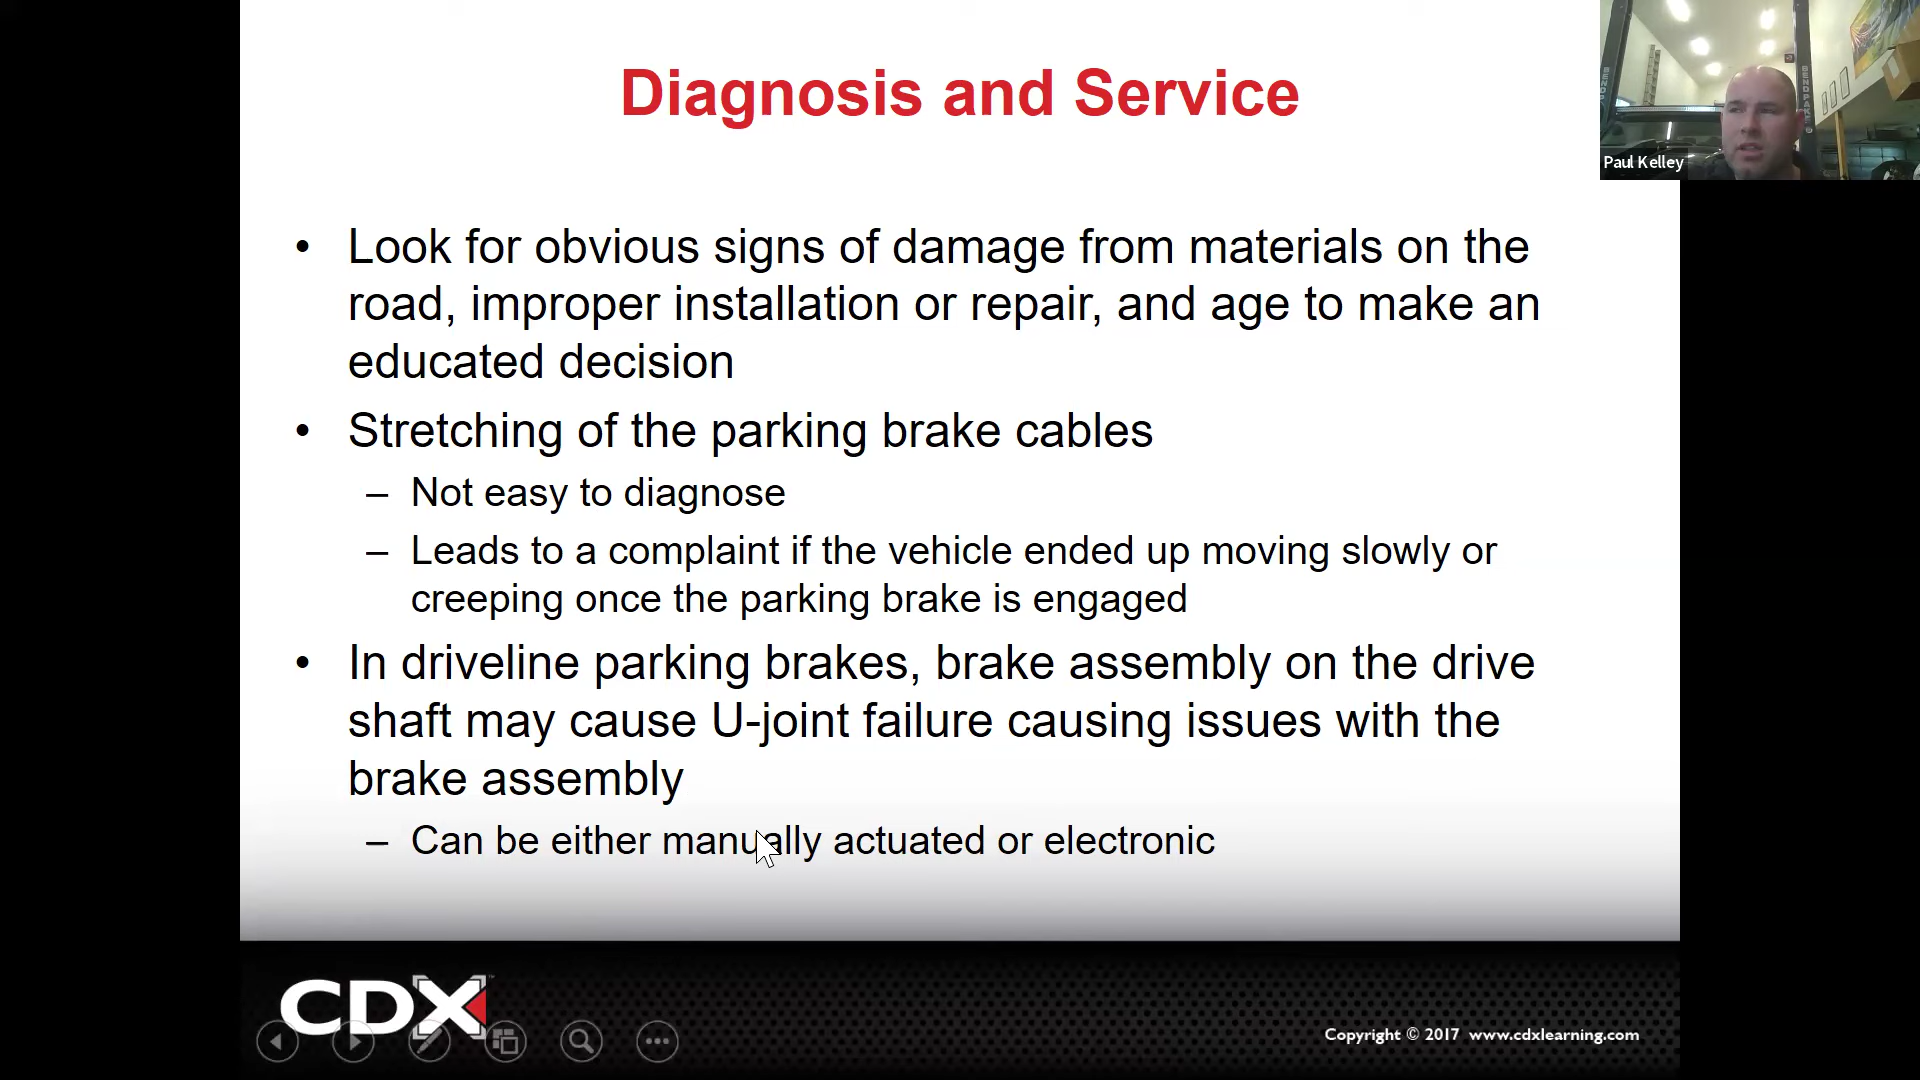 Diagnosis and Service
Paul Kelley
• Look for obvious signs of damage from materials on the
road, improper installation or repair, and age to make an
educated decision
• Stretching of the parking brake cables
– Not easy to diagnose
– Leads to a complaint if the vehicle ended up moving slowly or
creeping once the parking brake is engaged
• In driveline parking brakes, brake assembly on the drive
shaft may cause U-joint failure causing issues with the
brake assembly
– Can be either manually actuated or electronic
CDX
Copyright © 2017 www.cdxlearning.com